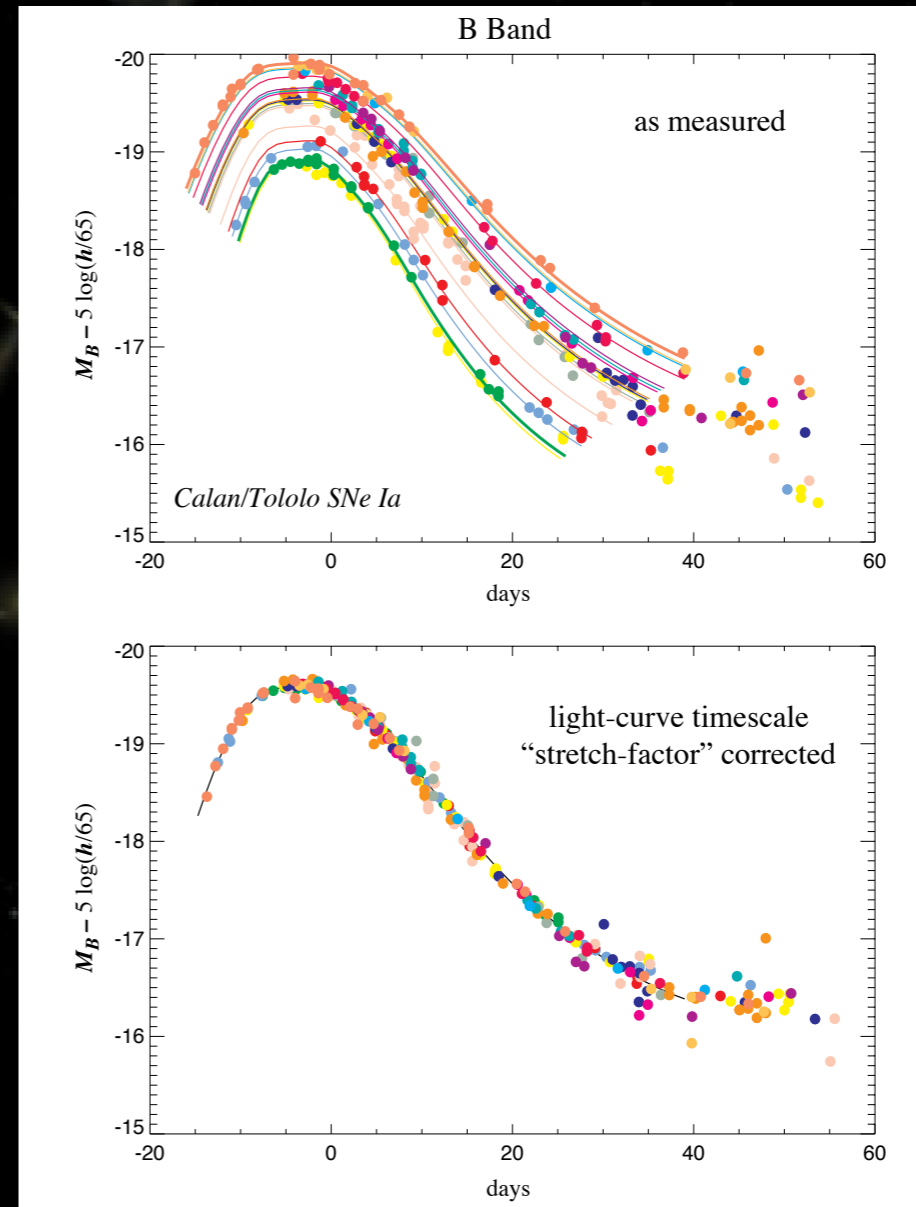 B Band
-20
as measured
-19
-18
M_B – 5 log(h/65)
-17
-16
Calan/Tololo SNe Ia
-15
-20 0 20 40 60
days
-20
light-curve timescale
“stretch-factor” corrected
-19
-18
M_B – 5 log(h/65)
-17
-16
-15
-20 0 20 40 60
days